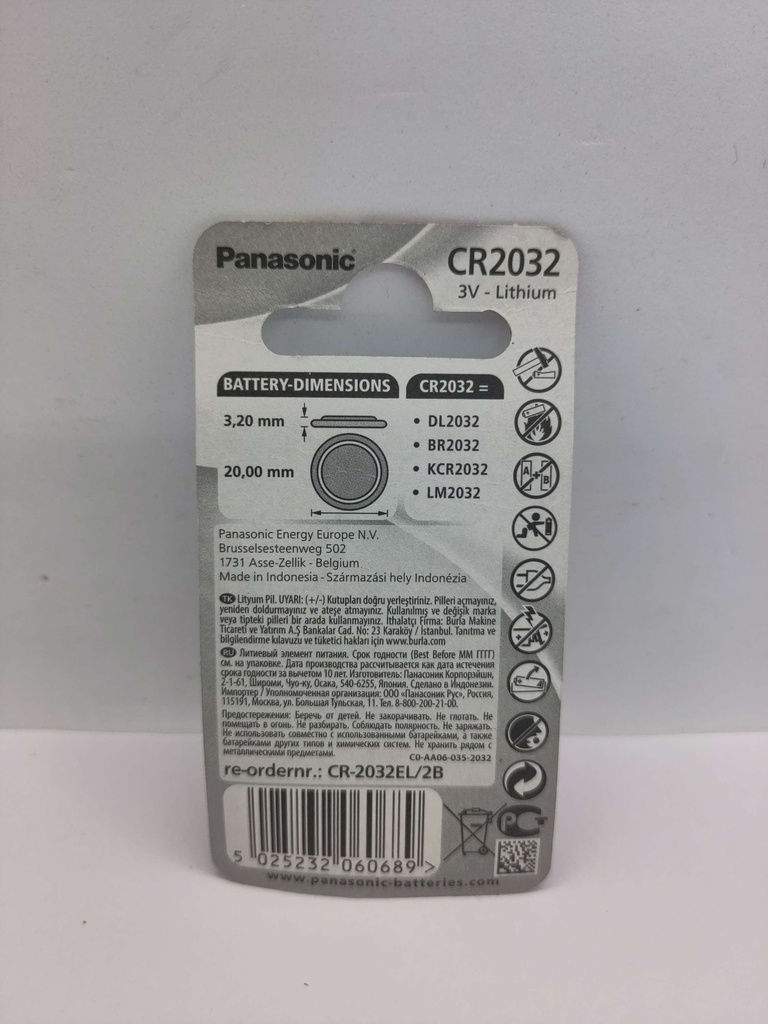 Panasonic
CR2032
3V - Lithium
BATTERY-DIMENSIONS
3,20 mm
20,00 mm
CR2032 =
• DL2032
• BR2032
• KCR2032
• LM2032
A + B
Panasonic Energy Europe N.V.
Brusselsesteenweg 502
1731 Asse-Zellik - Belgium
Made in Indonesia - Származási hely Indonézia
TK Lityum Pil. UYARI: (+/-) Kutupları doğru yerleştiriniz. Pilleri açmayınız,
yeniden doldurmayınız ve ateşe atmayınız. Kullanılmış ve değişik marka
veya tipteki pilleri bir arada kullanmayınız. İthalatçı Firma: Burla Makine
Ticareti ve Yatırım A.Ş Bankalar Cad. No: 23 Karaköy / İstanbul. Tanıtma ve
bilgilendirme kılavuzu ve tüketici hakları için www.burla.com
RU Литиевый элемент питания. Срок годности (Best Before ММ ГГГГ)
см. на упаковке. Дата производства рассчитывается как дата истечения
срока годности за вычетом 10 лет. Изготовитель: Панасоник Корпорэйшн,
2-1-61, Широми, Чуо-ку, Осака, 540-6255, Япония. Сделано в Индонезии.
Импортер / Уполномоченная организация: ООО «Панасоник Рус», Россия,
115191, Москва, ул. Большая Тульская, 11. Тел. 8-800-200-21-00.
Предостережения: Беречь от детей. Не закорачивать. Не глотать. Не
помещать в огонь. Не разбирать. Соблюдать полярность. Не заряжать.
Не использовать совместно с использованными батарейками, а также
батарейками других типов и химических систем. Не хранить рядом с
металлическими предметами.
C0-AA06-035-2032
re-ordernr.: CR-2032EL/2B
5 025232 060689 >
www.panasonic-batteries.com